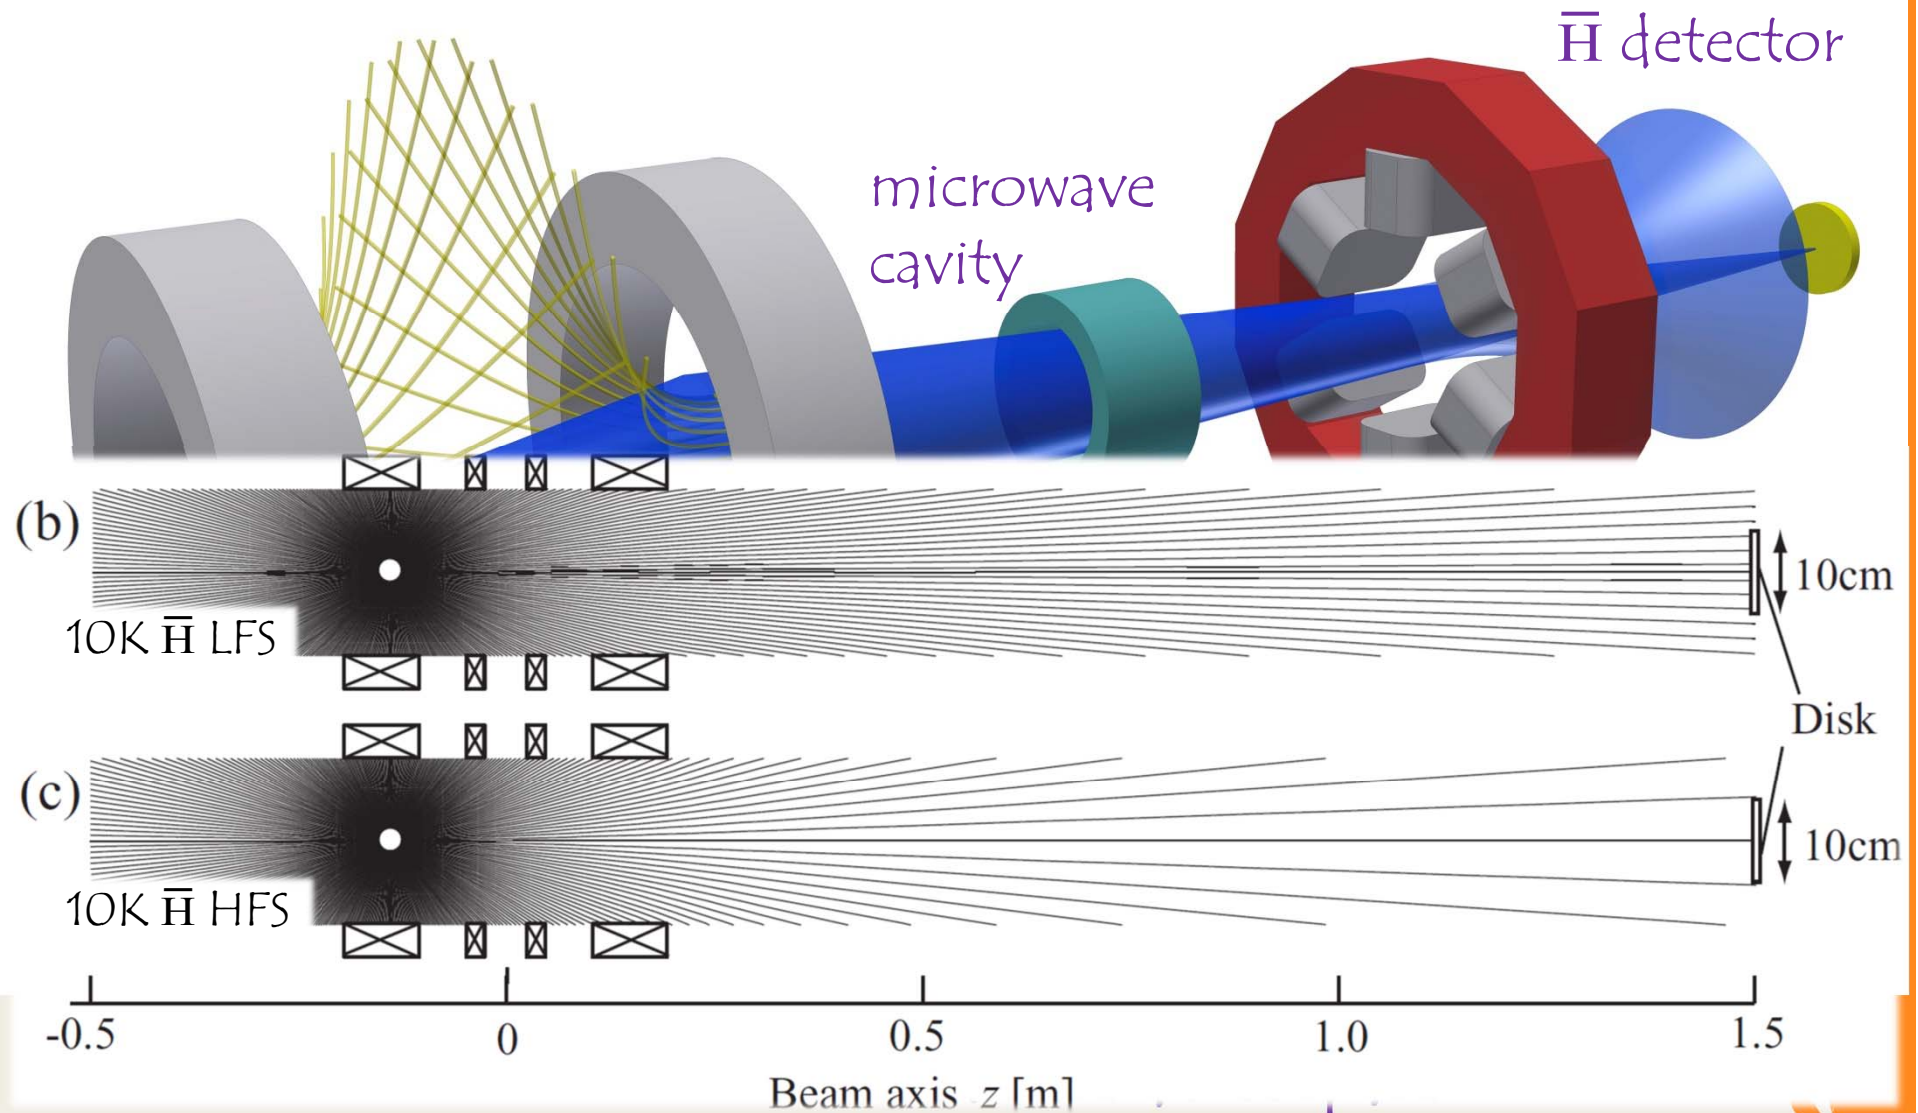 H̅ detector
microwave
cavity
(b)
10cm
10K H̅ LFS
Disk
(c)
10cm
10K H̅ HFS
-0.5 0 0.5 1.0 1.5
Beam axis z [m]